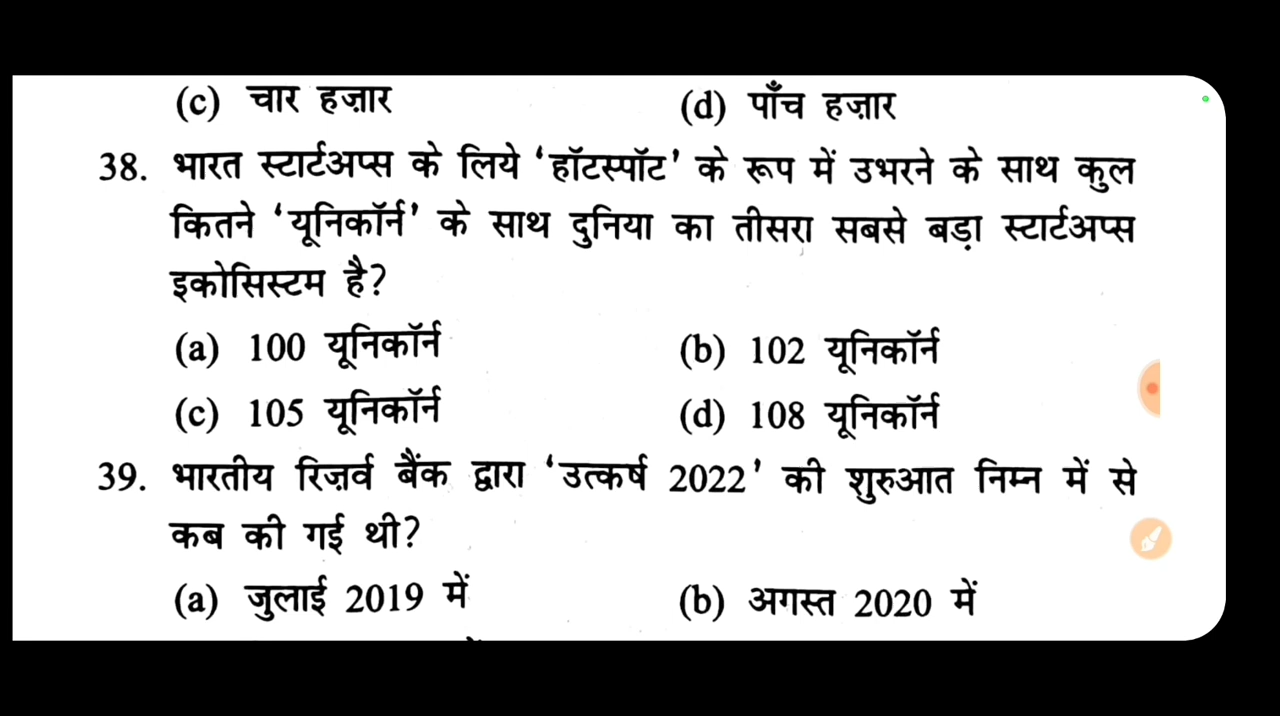 (c) चार हज़ार (d) पाँच हज़ार
38. भारत स्टार्टअप्स के लिये ‘हॉटस्पॉट’ के रूप में उभरने के साथ कुल
कितने ‘यूनिकॉर्न’ के साथ दुनिया का तीसरा सबसे बड़ा स्टार्टअप्स
इकोसिस्टम है?
(a) 100 यूनिकॉर्न (b) 102 यूनिकॉर्न
(c) 105 यूनिकॉर्न (d) 108 यूनिकॉर्न
39. भारतीय रिज़र्व बैंक द्वारा ‘उत्कर्ष 2022’ की शुरुआत निम्न में से
कब की गई थी?
(a) जुलाई 2019 में (b) अगस्त 2020 में